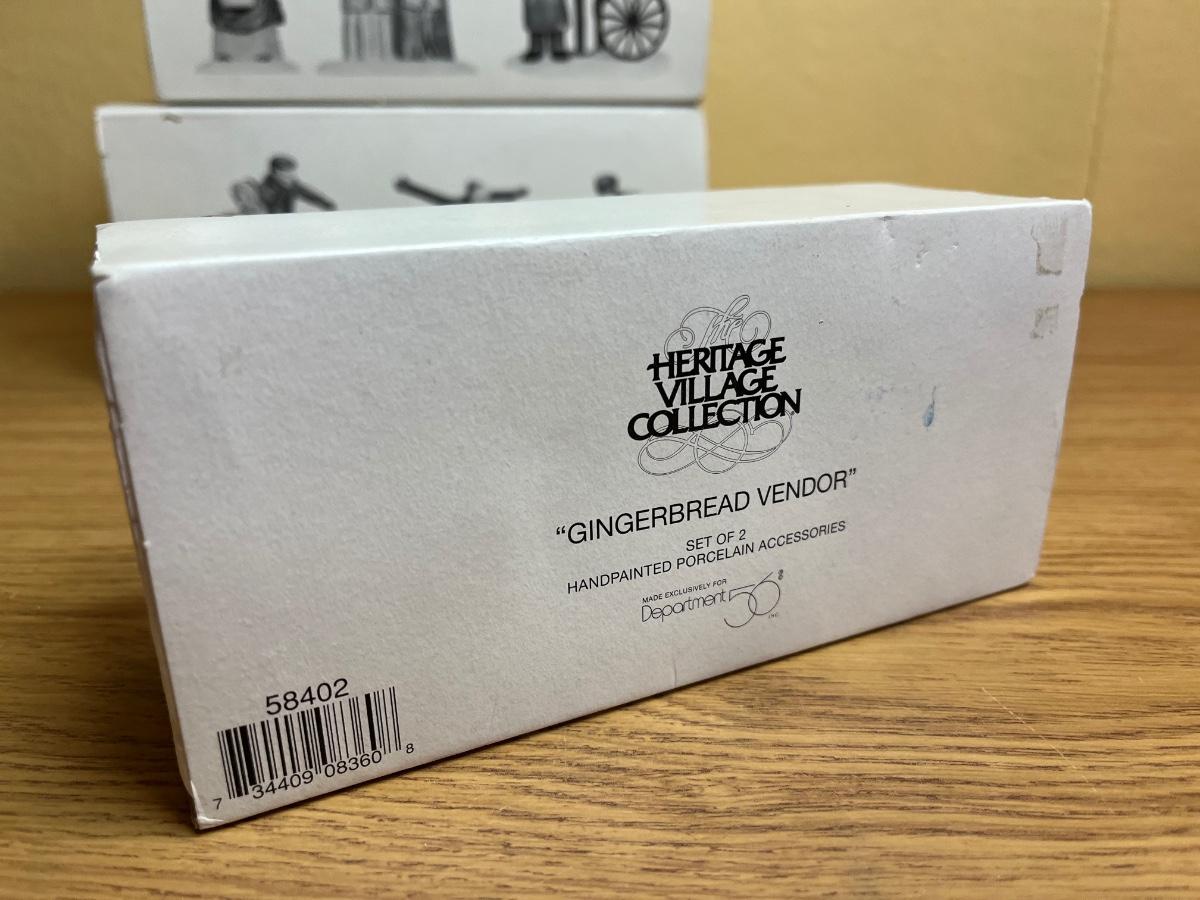 The
HERITAGE
VILLAGE
COLLECTION
“GINGERBREAD VENDOR”
SET OF 2
HANDPAINTED PORCELAIN ACCESSORIES
MADE EXCLUSIVELY FOR
Department 56®
INC.
58402
7 34409 08360 8